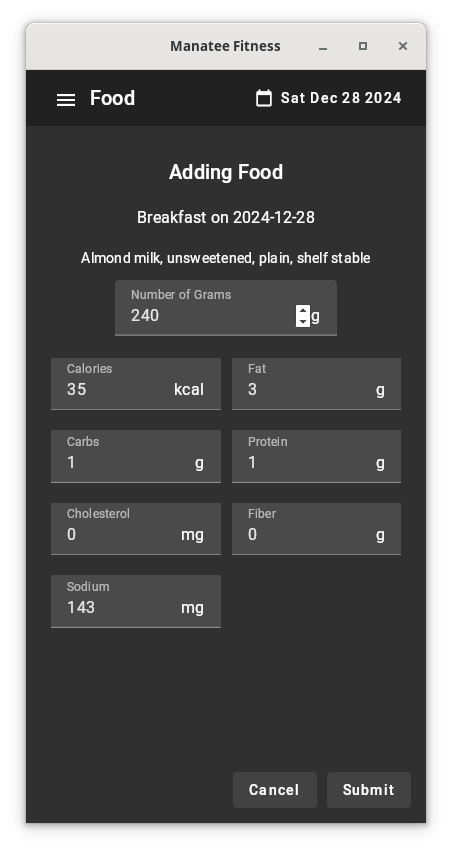 Manatee Fitness
Food
Sat Dec 28 2024
Adding Food
Breakfast on 2024-12-28
Almond milk, unsweetened, plain, shelf stable
Number of Grams
240 g
Calories
35 kcal
Fat
3 g
Carbs
1 g
Protein
1 g
Cholesterol
0 mg
Fiber
0 g
Sodium
143 mg
Cancel
Submit